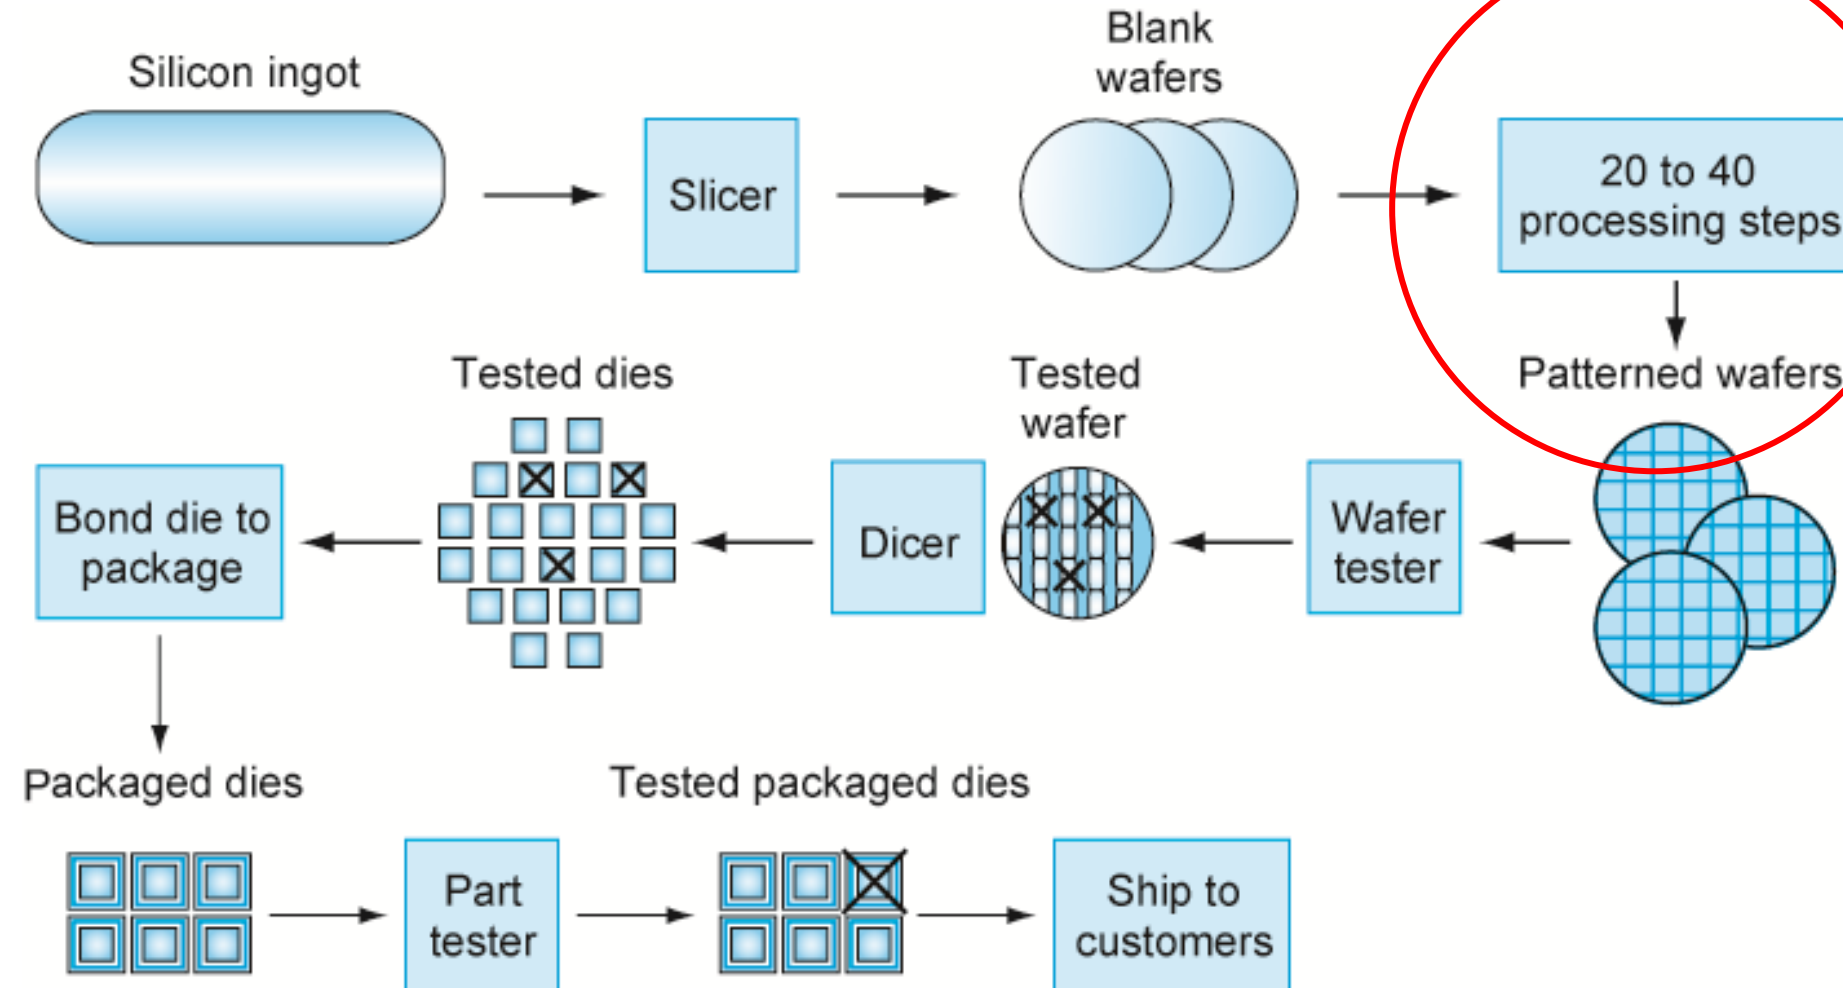 Silicon ingot
Slicer
Blank
wafers
20 to 40
processing steps
Patterned wafers
Wafer
tester
Tested
wafer
Dicer
Tested dies
Bond die to
package
Packaged dies
Part
tester
Tested packaged dies
Ship to
customers